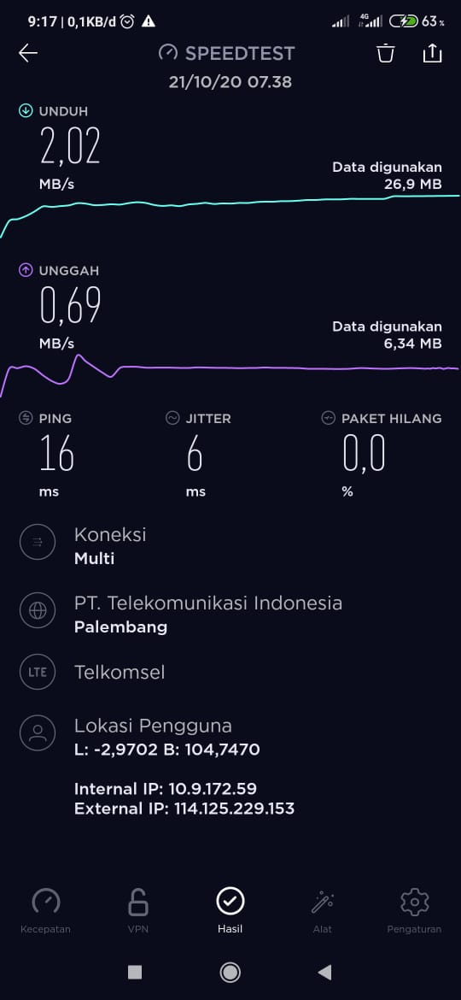 9:17 | 0,1KB/d
4G
63%
SPEEDTEST
21/10/20 07.38
UNDUH
2,02
MB/s
Data digunakan
26,9 MB
UNGGAH
0,69
MB/s
Data digunakan
6,34 MB
PING
JITTER
PAKET HILANG
16
6
0,0
ms
ms
%
Koneksi
Multi
PT. Telekomunikasi Indonesia
Palembang
LTE
Telkomsel
Lokasi Pengguna
L: -2,9702 B: 104,7470
Internal IP: 10.9.172.59
External IP: 114.125.229.153
Kecepatan
VPN
Hasil
Alat
Pengaturan